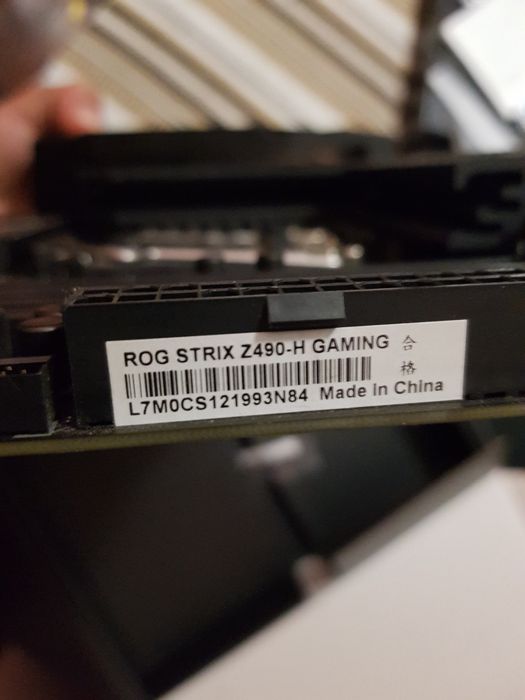 ROG STRIX Z490-H GAMING 合
格
L7M0CS121993N84 Made in China